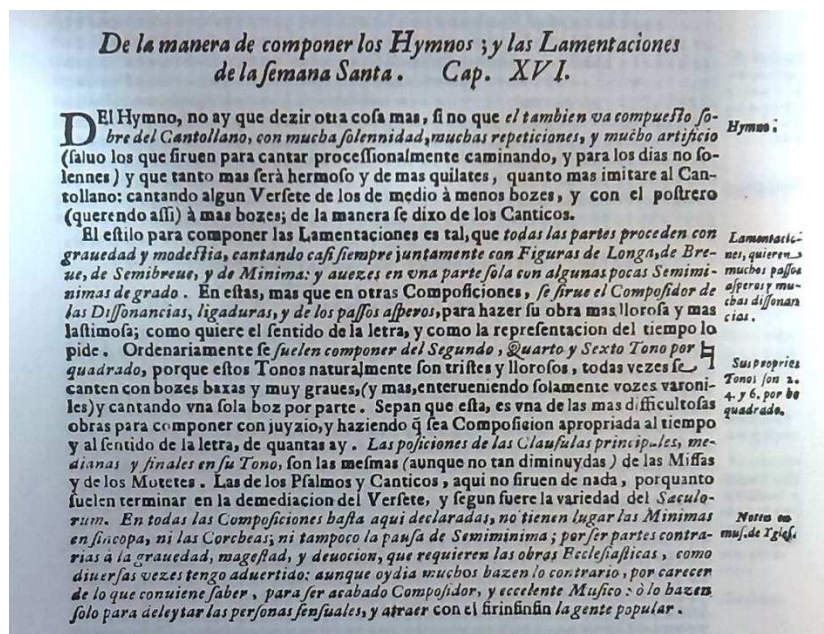 De la manera de componer los Hymnos ; y las Lamentaciones
de la semana Santa. Cap. XVI.
DEl Hymno, no ay que dezir otra cosa mas, si no que el tambien va compuesto so-
bre del Cantollano, con mucha solennidad, muchas repeticiones, y mucho artificio
(saluo los que siruen para cantar processionalmente caminando, y para los dias no so-
lennes) y que tanto mas serà hermoso y de mas quilates, quanto mas imitare al Can-
tollano: cantando algun Versete de los de medio à menos bozes, y con el postrero
(querendo assi) à mas bozes; de la manera se dixo de los Canticos.
Hymno.
El estilo para componer las Lamentaciones es tal, que todas las partes proceden con
grauedad y modestia, cantando casi siempre juntamente con Figuras de Longa, de Bre-
ue, de Semibreue, y de Minima: y auezes en vna parte sola con algunas pocas Semimi-
nimas de grado. En estas, mas que en otras Composiciones, se sirue el Composidor de
las Dissonancias, ligaduras, y de los passos asperos, para hazer su obra mas llorosa y mas
lastimosa; como quiere el sentido de la letra, y como la representacion del tiempo lo
pide. Ordenariamente se suelen componer del Segundo, Quarto y Sexto Tono por ♮
quadrado, porque estos Tonos naturalmente son tristes y llorosos, todas vezes se
canten con bozes baxas y muy graues, (y mas, enterueniendo solamente vozes varoni-
les) y cantando vna sola boz por parte. Sepan que esta, es vna de las mas difficultosas
obras para componer con juyzio, y haziendo q̃ sea Composicion apropriada al tiempo
y al sentido de la letra, de quantas ay. Las posiciones de las Clausulas principales, me-
dianas y finales en su Tono, son las mesmas (aunque no tan diminuydas) de las Missas
y de los Motetes. Las de los Psalmos y Canticos, aqui no siruen de nada, porquanto
suelen terminar en la demediacion del Versete, y segun fuere la variedad del Sæculo-
rum. En todas las Composiciones hasta aqui declaradas, no tienen lugar las Minimas
en sincopa, ni las Corcheas; ni tampoco la pausa de Semiminima; por ser partes contra-
rias à la grauedad, magestad, y deuocion, que requieren las obras Ecclesiasticas, como
diuersas vezes tengo aduertido: aunque oydia muchos hazen lo contrario, por carecer
de lo que conuiene saber, para ser acabado Composidor, y eccelente Musico: ò lo hazen
solo para deleytar las personas sensuales, y atraer con el firinfinfin la gente popular.
Lamentacio-
nes, quieren
muchos passos
asperos y mu-
chas dissonan
cias.
Sus proprios
Tonos son 2.
4. y 6. por be
quadrado.
Noten en
mus. de Ygles.